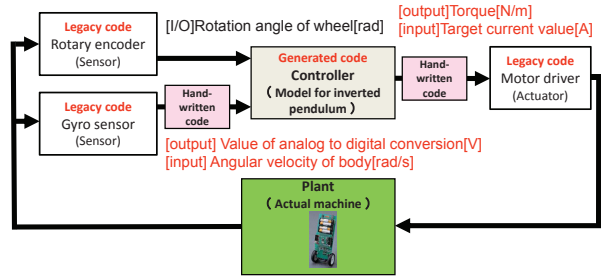 Legacy code
Rotary encoder
(Sensor)
[I/O]Rotation angle of wheel[rad]
[output]Torque[N/m]
[input]Target current value[A]
Generated code
Controller
( Model for inverted
pendulum )
Hand-
written
code
Legacy code
Motor driver
(Actuator)
Legacy code
Gyro sensor
(Sensor)
Hand-
written
code
[output] Value of analog to digital conversion[V]
[input] Angular velocity of body[rad/s]
Plant
( Actual machine )